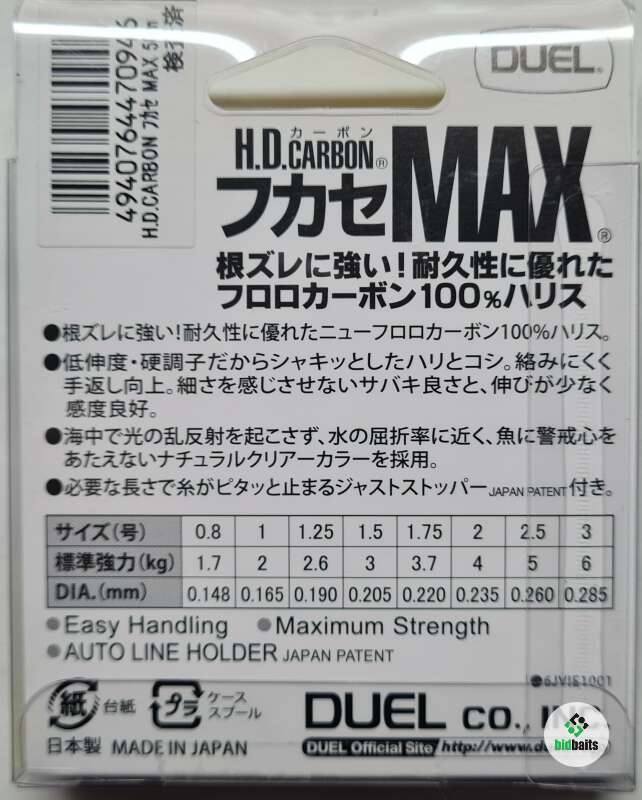 4940764470946
H.D.CARBON フカセ MAX 50m
DUEL®
カーボン
H.D.CARBON®
フカセMAX®
根ズレに強い!耐久性に優れた
フロロカーボン100%ハリス
●根ズレに強い!耐久性に優れたニューフロロカーボン100%ハリス。
●低伸度・硬調子だからシャキッとしたハリとコシ。絡みにくく
手返し向上。細さを感じさせないサバキ良さと、伸びが少なく
感度良好。
●海中で光の乱反射を起こさず、水の屈折率に近く、魚に警戒心を
あたえないナチュラルクリアーカラーを採用。
●必要な長さで糸がピタッと止まるジャストストッパーJAPAN PATENT付き。
サイズ(号) 0.8 1 1.25 1.5 1.75 2 2.5 3
標準強力(kg) 1.7 2 2.6 3 3.7 4 5 6
DIA.(mm) 0.148 0.165 0.190 0.205 0.220 0.235 0.260 0.285
●Easy Handling ●Maximum Strength
●AUTO LINE HOLDER JAPAN PATENT
紙 台紙 プラ ケース
スプール
DUEL CO., INC.
日本製 MADE IN JAPAN DUEL Official Site http://www.du
bidbaits